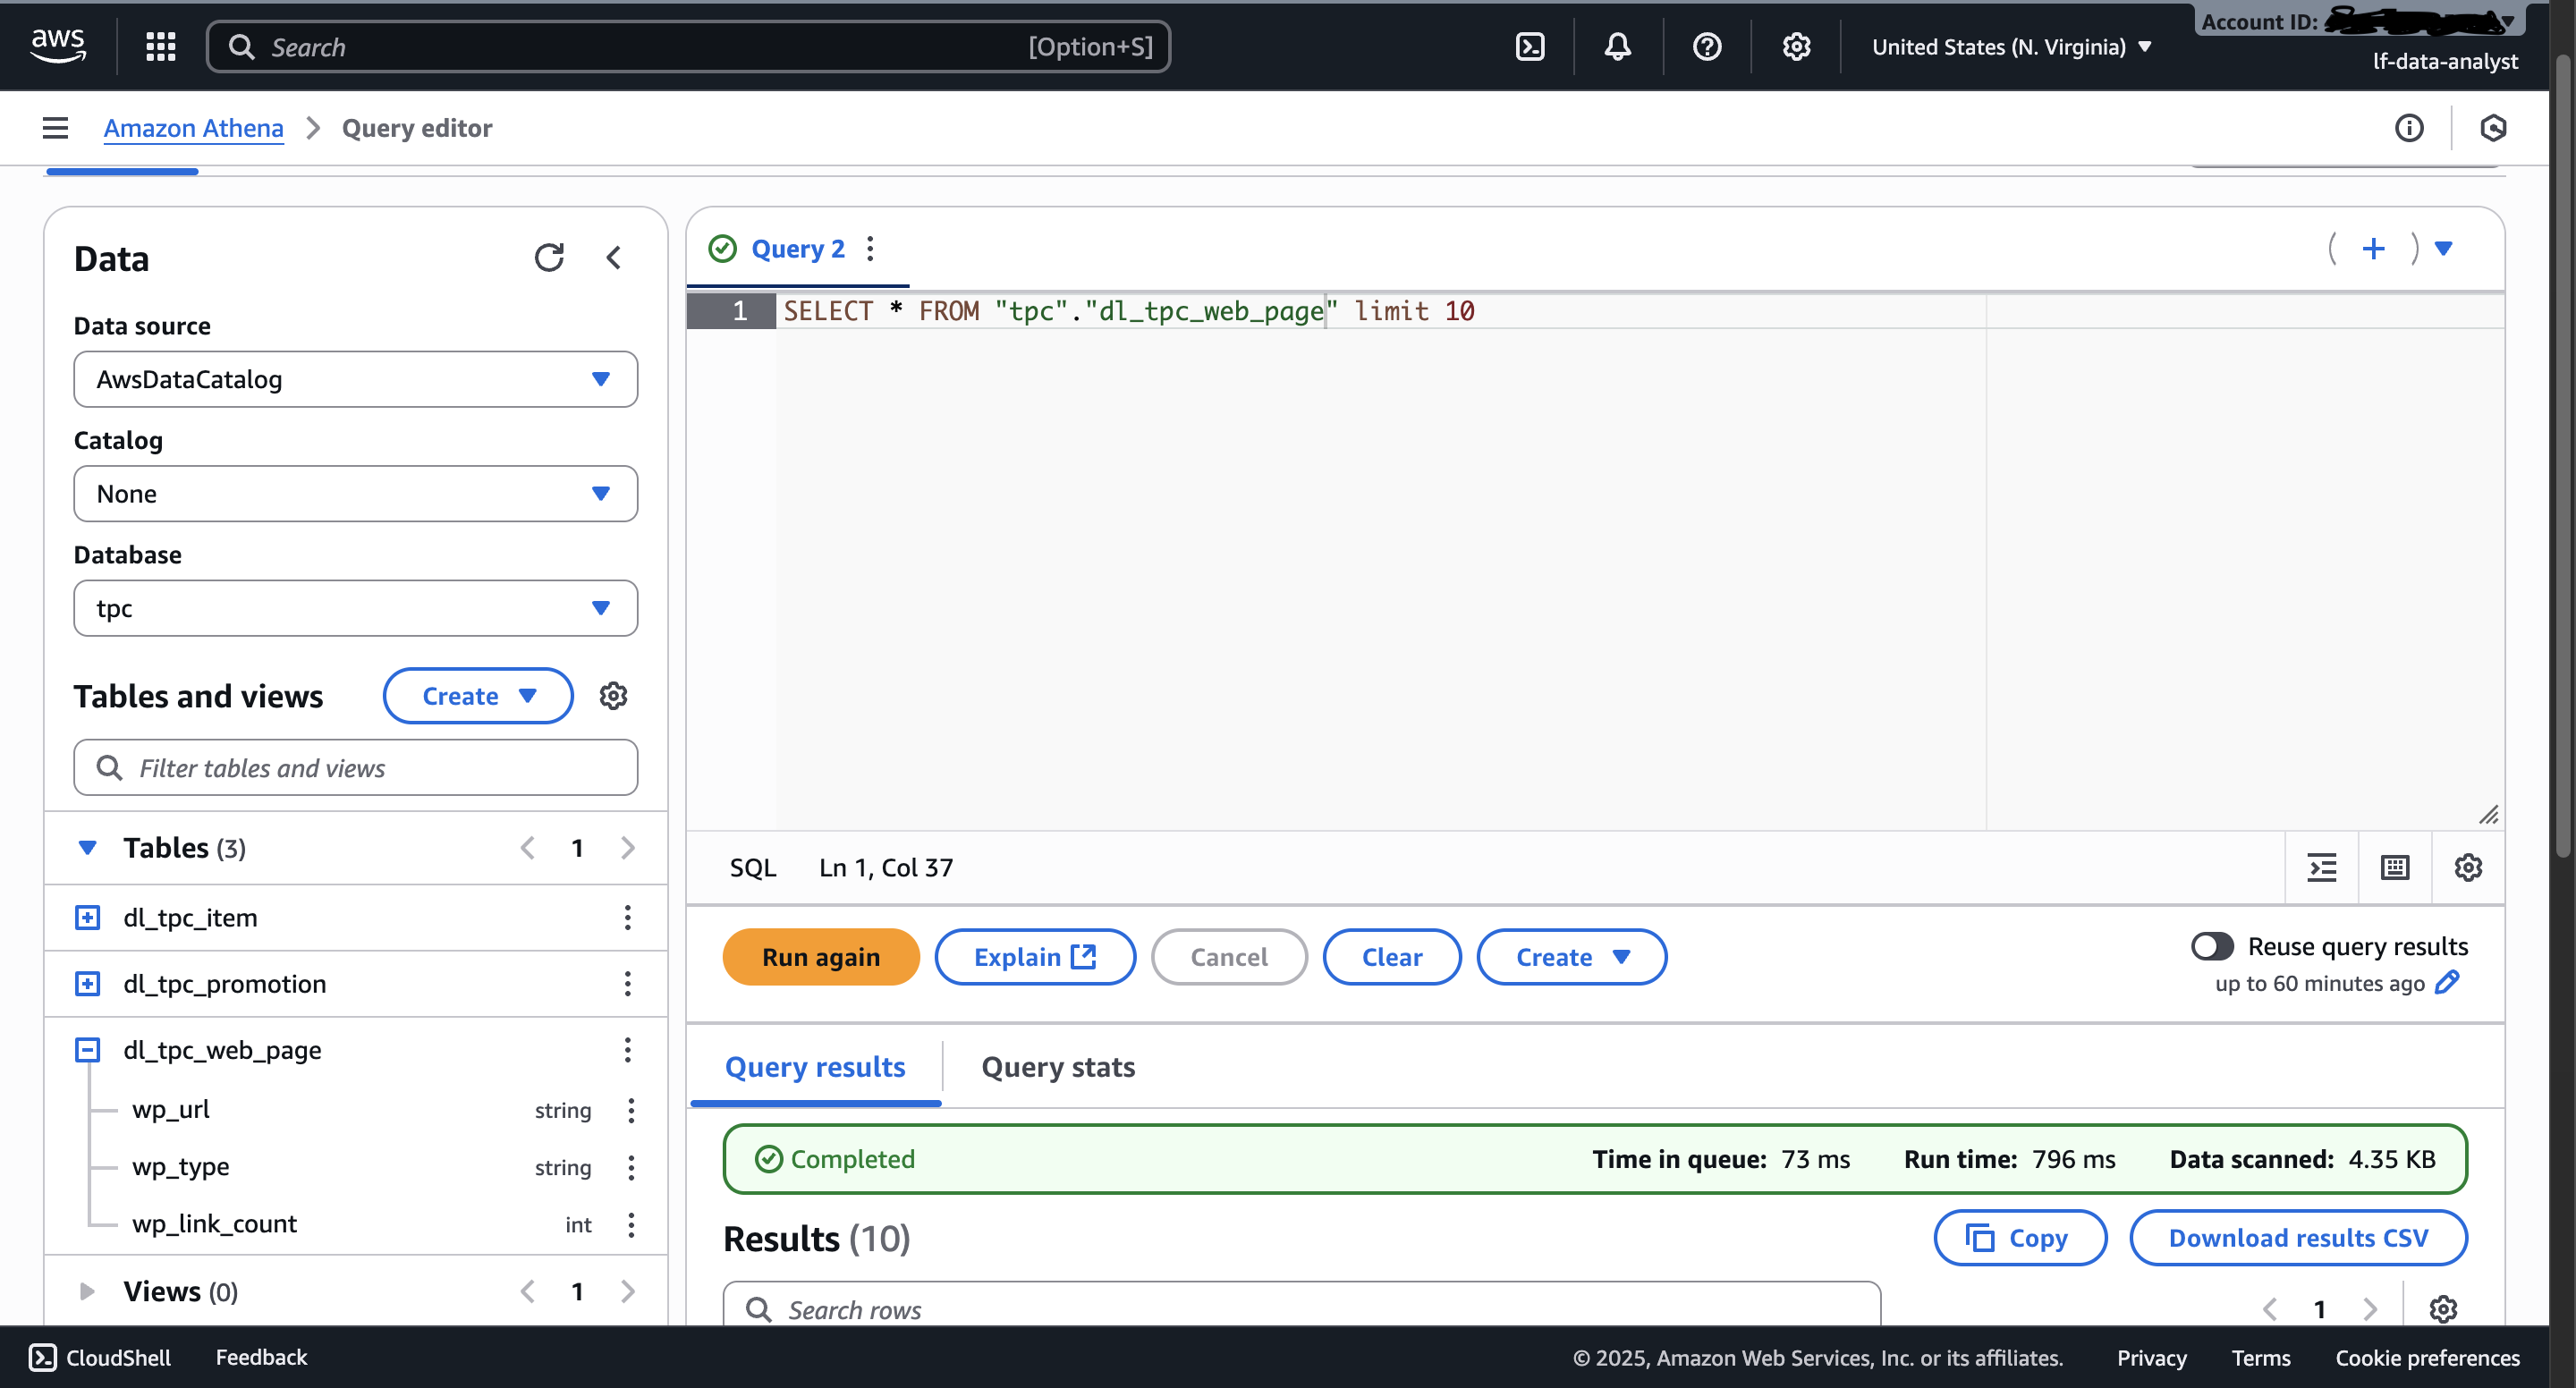 aws
Search [Option+S]
United States (N. Virginia)
Account ID:
lf-data-analyst
Amazon Athena > Query editor
Data
Data source
AwsDataCatalog
Catalog
None
Database
tpc
Tables and views Create
Filter tables and views
Tables (3) 1
dl_tpc_item
dl_tpc_promotion
dl_tpc_web_page
wp_url string
wp_type string
wp_link_count int
Views (0) 1
Query 2
1 SELECT * FROM "tpc"."dl_tpc_web_page" limit 10
SQL Ln 1, Col 37
Run again Explain Cancel Clear Create
Reuse query results
up to 60 minutes ago
Query results Query stats
Completed Time in queue: 73 ms Run time: 796 ms Data scanned: 4.35 KB
Results (10) Copy Download results CSV
Search rows 1
CloudShell Feedback © 2025, Amazon Web Services, Inc. or its affiliates. Privacy Terms Cookie preferences